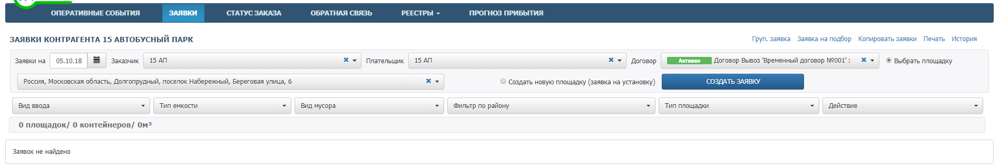 ОПЕРАТИВНЫЕ СОБЫТИЯ ЗАЯВКИ СТАТУС ЗАКАЗА ОБРАТНАЯ СВЯЗЬ РЕЕСТРЫ ПРОГНОЗ ПРИБЫТИЯ
ЗАЯВКИ КОНТРАГЕНТА 15 АВТОБУСНЫЙ ПАРК Груп. заявка Заявка на подбор Копировать заявки Печать История
Заявки на 05.10.18 Заказчик 15 АП Плательщик 15 АП Договор Активен Договор Вывоз 'Временный договор №001' Выбрать площадку
Россия, Московская область, Долгопрудный, поселок Набережный, Береговая улица, 6 Создать новую площадку (заявка на установку) СОЗДАТЬ ЗАЯВКУ
Вид ввода Тип емкости Вид мусора Фильтр по району Тип площадки Действие
0 площадок/ 0 контейнеров/ 0м³
Заявок не найдено